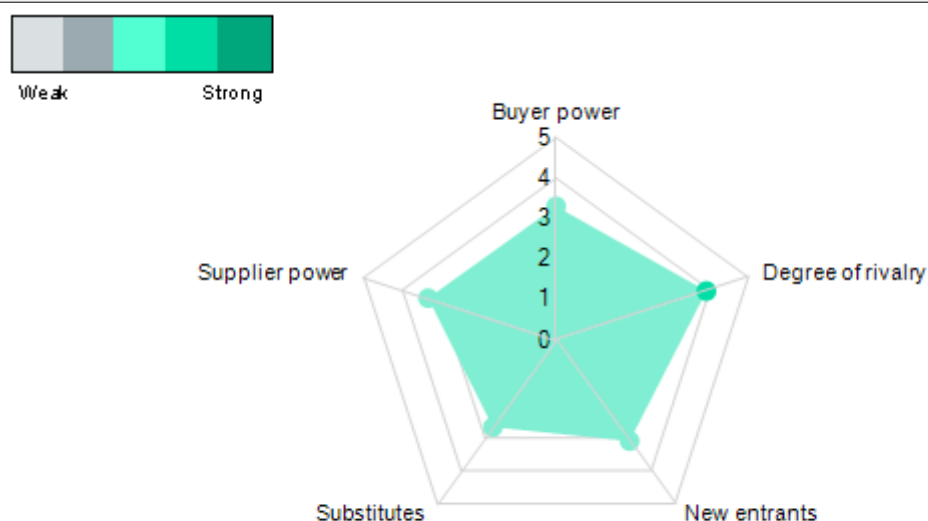 Weak Strong
Buyer power
5
4
3
2
1
0
Supplier power
Degree of rivalry
Substitutes
New entrants